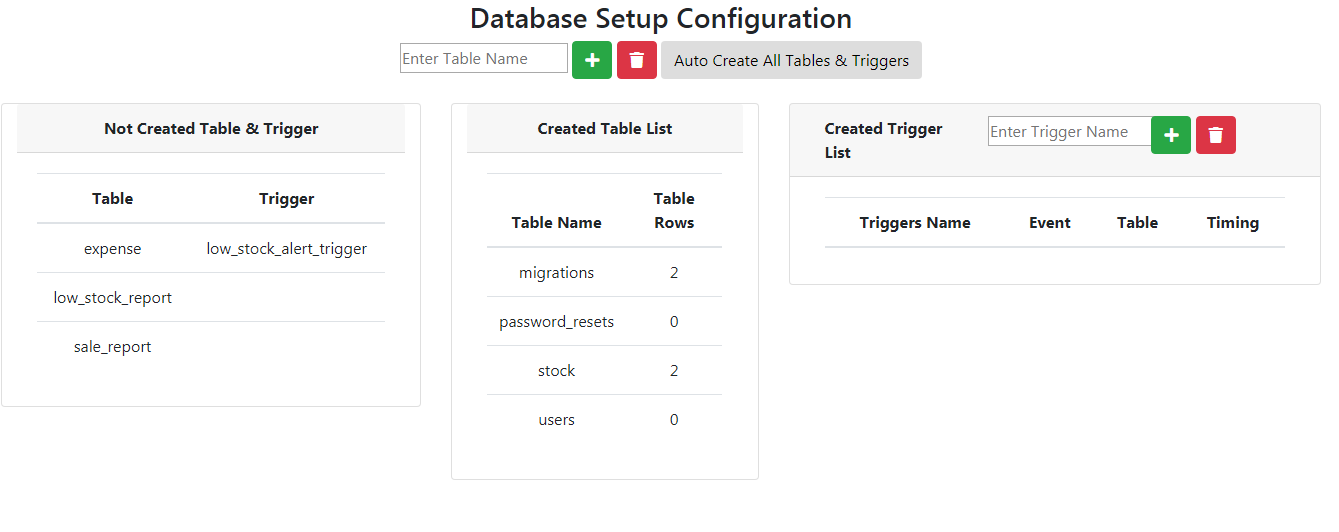 Database Setup Configuration
Enter Table Name
Auto Create All Tables & Triggers
Not Created Table & Trigger
Table Trigger
expense low_stock_alert_trigger
low_stock_report
sale_report
Created Table List
Table Name Table Rows
migrations 2
password_resets 0
stock 2
users 0
Created Trigger
List
Enter Trigger Name
Triggers Name Event Table Timing